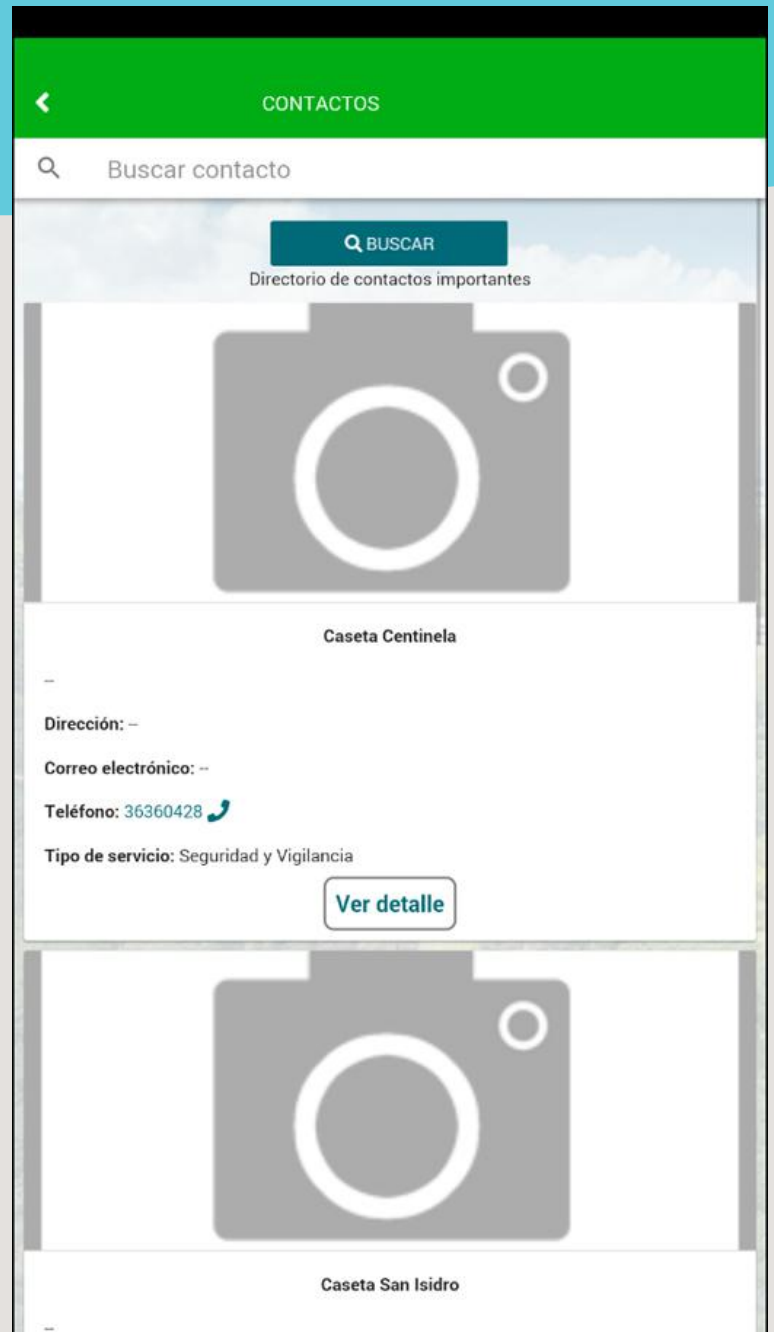 CONTACTOS
Buscar contacto
BUSCAR
Directorio de contactos importantes
Caseta Centinela
--
Dirección: --
Correo electrónico: --
Teléfono: 36360428
Tipo de servicio: Seguridad y Vigilancia
Ver detalle
Caseta San Isidro
--